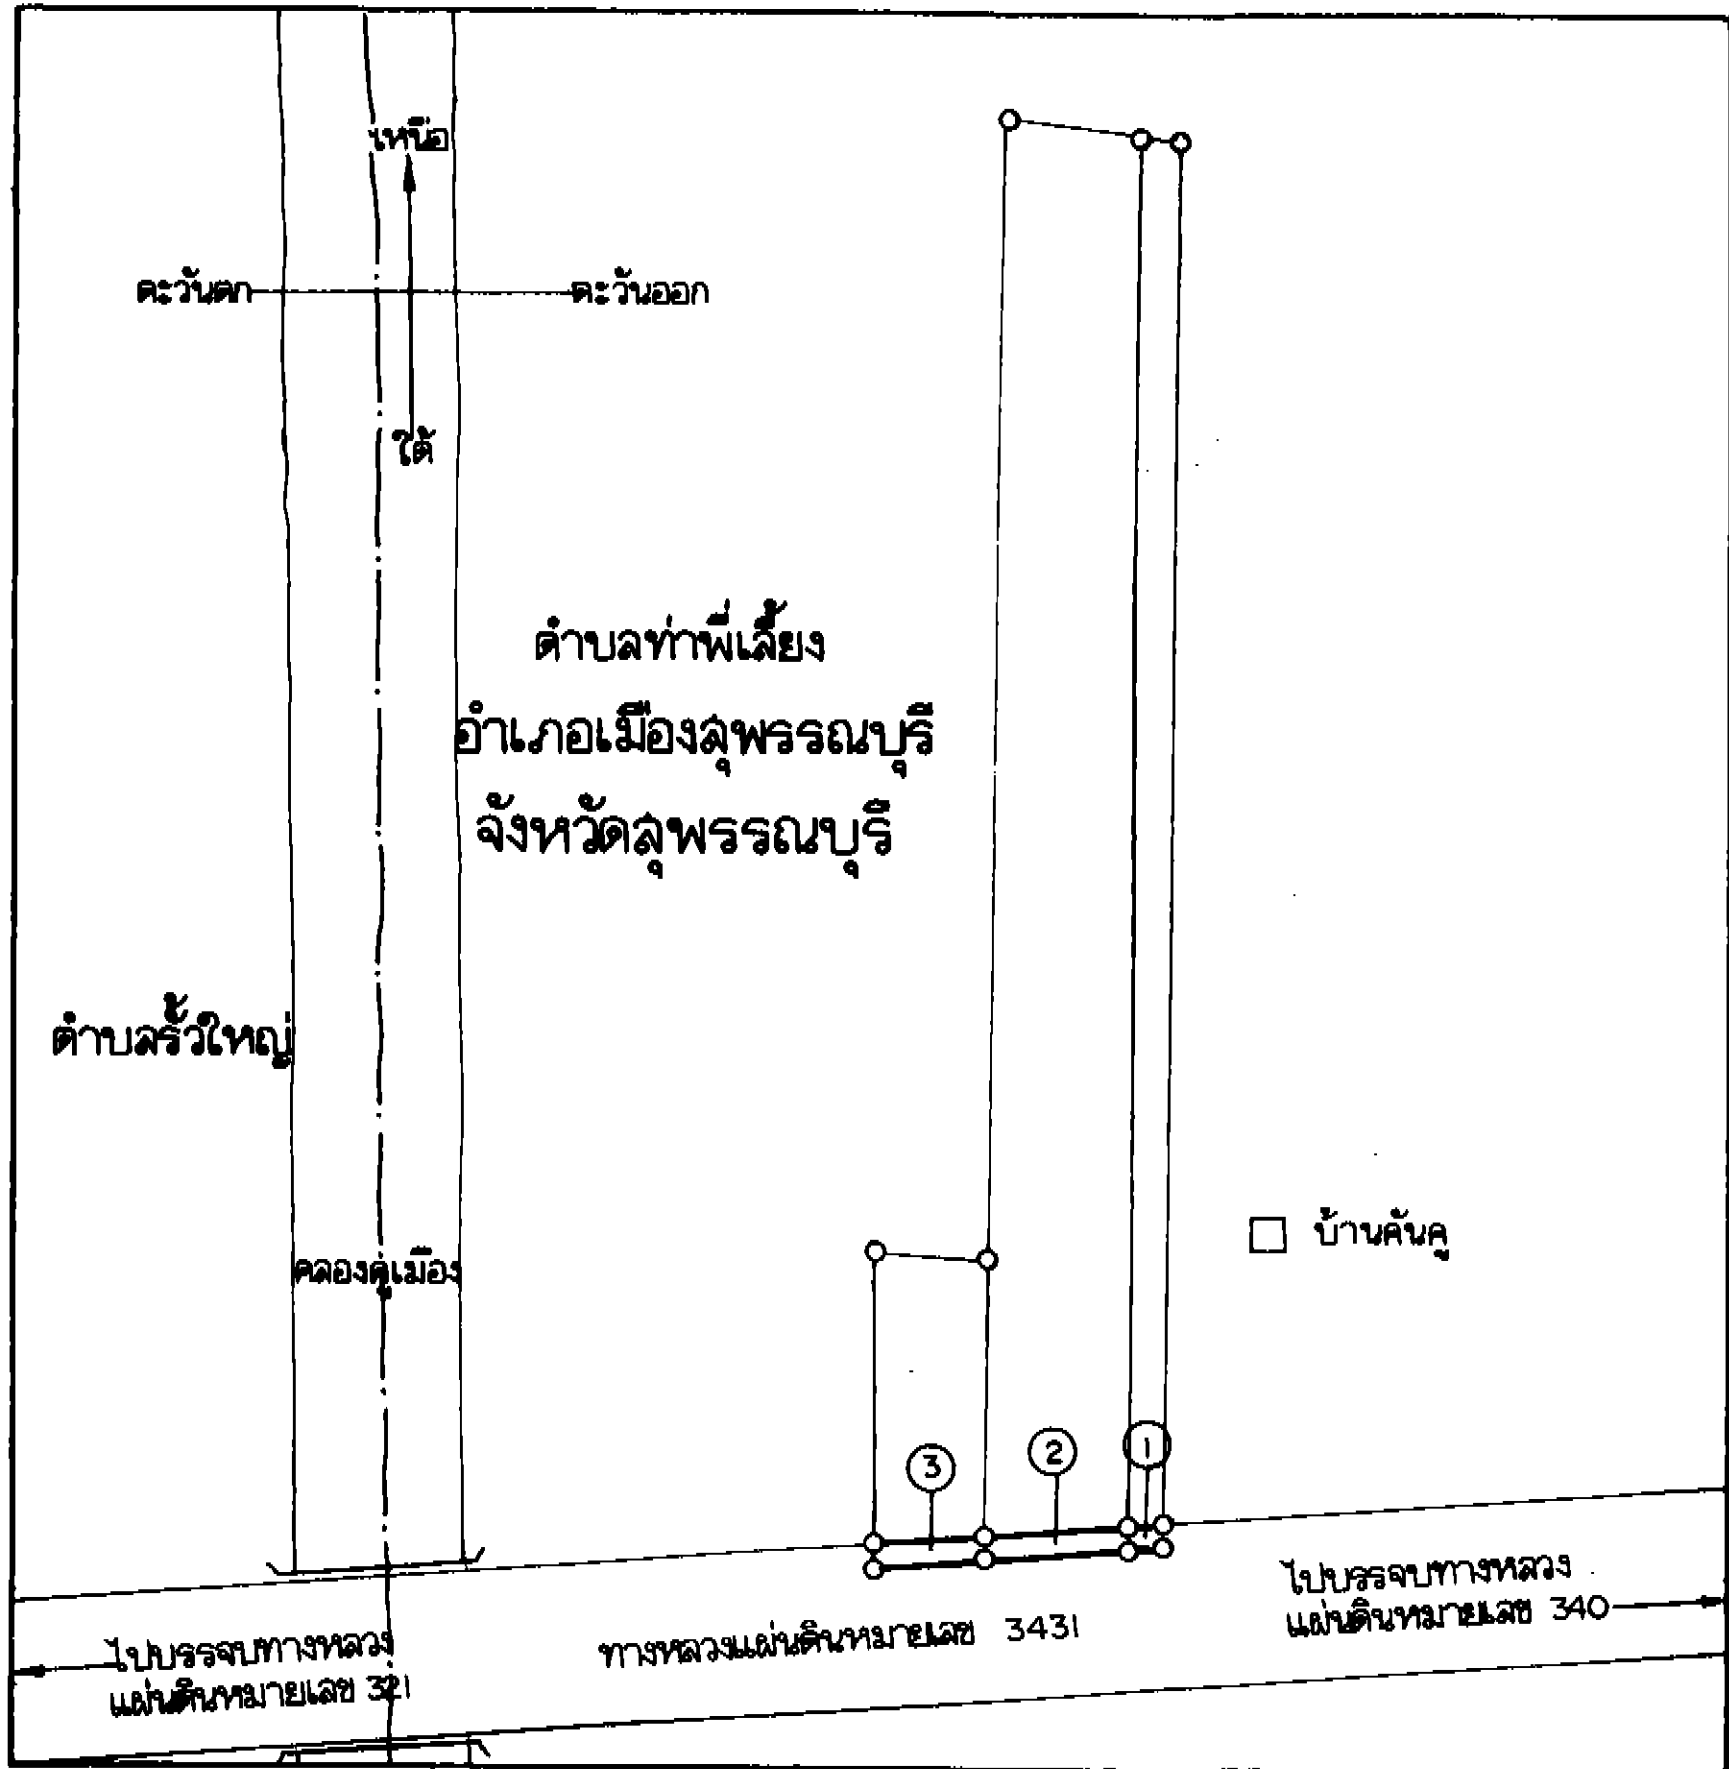 เหนือ
ตะวันตก
ตะวันออก
ใต้
ตำบลท่าพี่เลี้ยง
อำเภอเมืองสุพรรณบุรี
จังหวัดสุพรรณบุรี
ตำบลรั้วใหญ่
บ้านคันคู
คลองคูเมือง
3
2
1
ไปบรรจบทางหลวง
แผ่นดินหมายเลข 340
ทางหลวงแผ่นดินหมายเลข 3431
ไปบรรจบทางหลวง
แผ่นดินหมายเลข 321